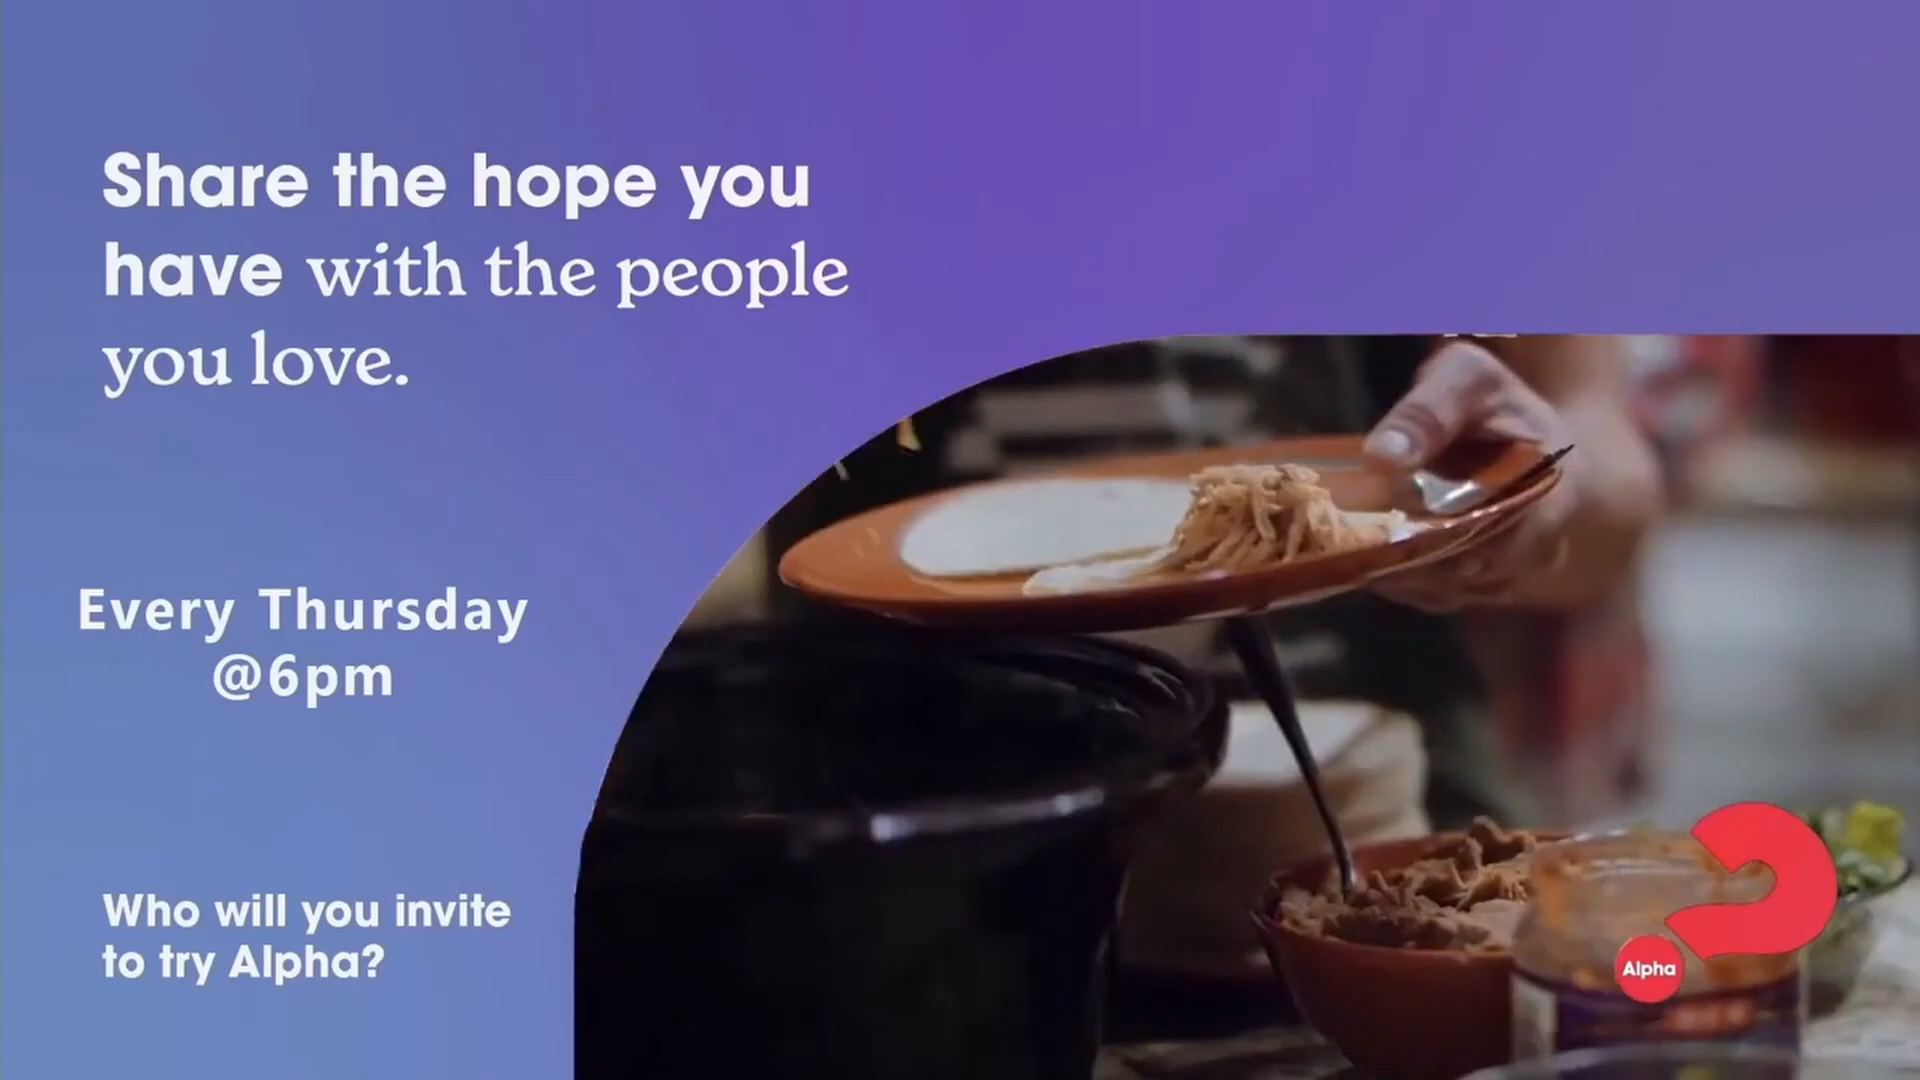 Share the hope you
have with the people
you love.
Every Thursday
@6pm
Who will you invite
to try Alpha?
Alpha